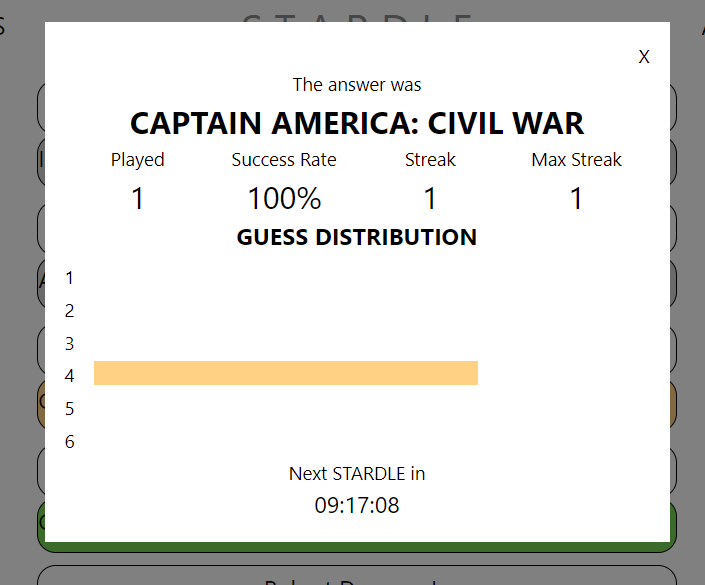 STARDLE
X
The answer was
CAPTAIN AMERICA: CIVIL WAR
Played Success Rate Streak Max Streak
1 100% 1 1
GUESS DISTRIBUTION
1
2
3
4
5
6
Next STARDLE in
09:17:08